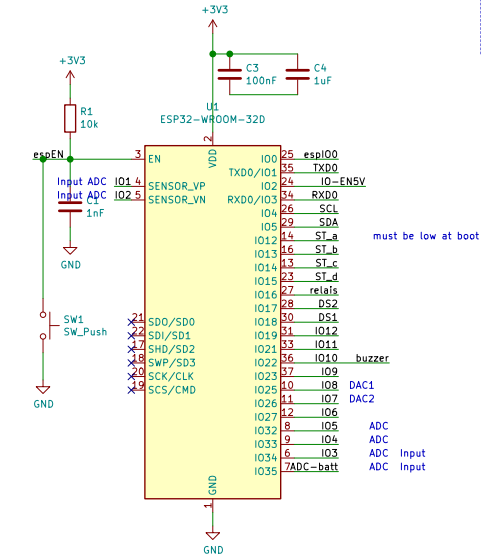 +3V3
+3V3
C3
100nF
C4
1uF
R1
10k
U1
ESP32-WROOM-32D
2
VDD
espEN
3 EN
Input ADC IO1 4 SENSOR_VP
Input ADC IO2 5 SENSOR_VN
C1
1nF
GND
SW1
SW_Push
GND
21 SDO/SD0
22 SDI/SD1
17 SHD/SD2
18 SWP/SD3
20 SCK/CLK
19 SCS/CMD
IO0 25 espIO0
TXD0/IO1 35 TXD0
IO2 24 IO-EN5V
RXD0/IO3 34 RXD0
IO4 26 SCL
IO5 29 SDA
IO12 14 ST_a must be low at boot
IO13 16 ST_b
IO14 13 ST_c
IO15 23 ST_d
IO16 27 relais
IO17 28 DS2
IO18 30 DS1
IO19 31 IO12
IO21 33 IO11
IO22 36 IO10 buzzer
IO23 37 IO9
IO25 10 IO8 DAC1
IO26 11 IO7 DAC2
IO27 12 IO6
IO32 8 IO5 ADC
IO33 9 IO4 ADC
IO34 6 IO3 ADC Input
IO35 7 ADC-batt ADC Input
GND
1
GND